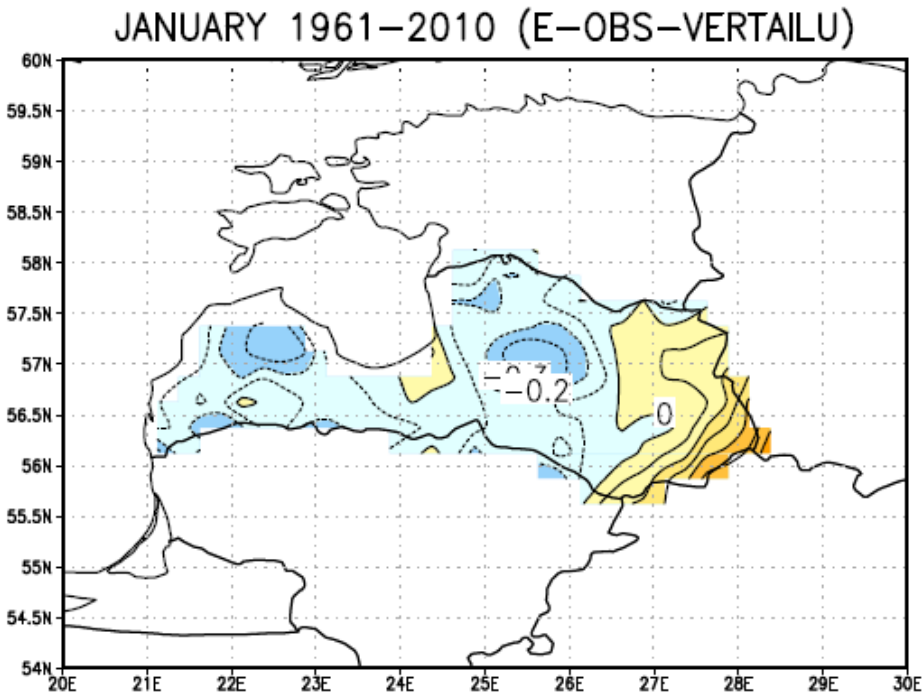 JANUARY 1961–2010 (E–OBS–VERTAILU)
60N
59.5N
59N
58.5N
58N
57.5N
57N
56.5N
56N
55.5N
55N
54.5N
54N
−0.2
0
20E 21E 22E 23E 24E 25E 26E 27E 28E 29E 30E